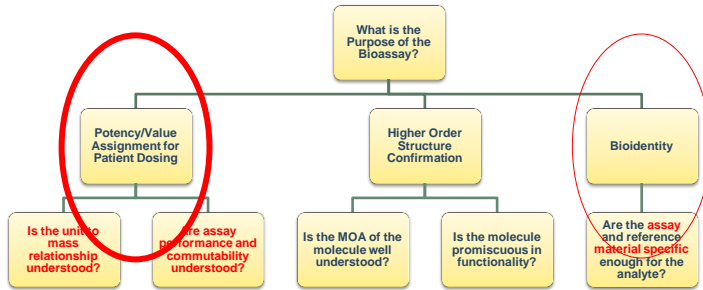 What is the
Purpose of the
Bioassay?
Potency/Value
Assignment for
Patient Dosing
Higher Order
Structure
Confirmation
Bioidentity
Is the unit to
mass
relationship
understood?
Are assay
performance and
commutability
understood?
Is the MOA of the
molecule well
understood?
Is the molecule
promiscuous in
functionality?
Are the assay
and reference
material specific
enough for the
analyte?